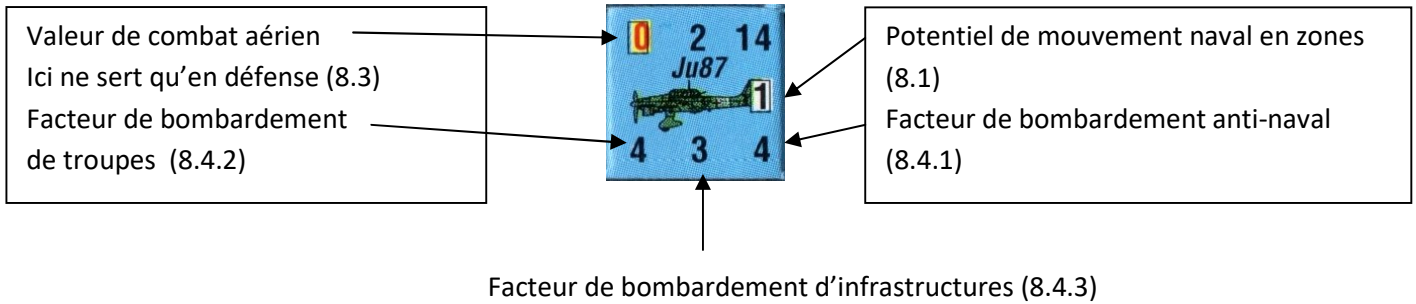 Valeur de combat aérien
Ici ne sert qu'en défense (8.3)
Facteur de bombardement
de troupes (8.4.2)
0 2 14
Ju87
1
4 3 4
Potentiel de mouvement naval en zones
(8.1)
Facteur de bombardement anti-naval
(8.4.1)
Facteur de bombardement d'infrastructures (8.4.3)